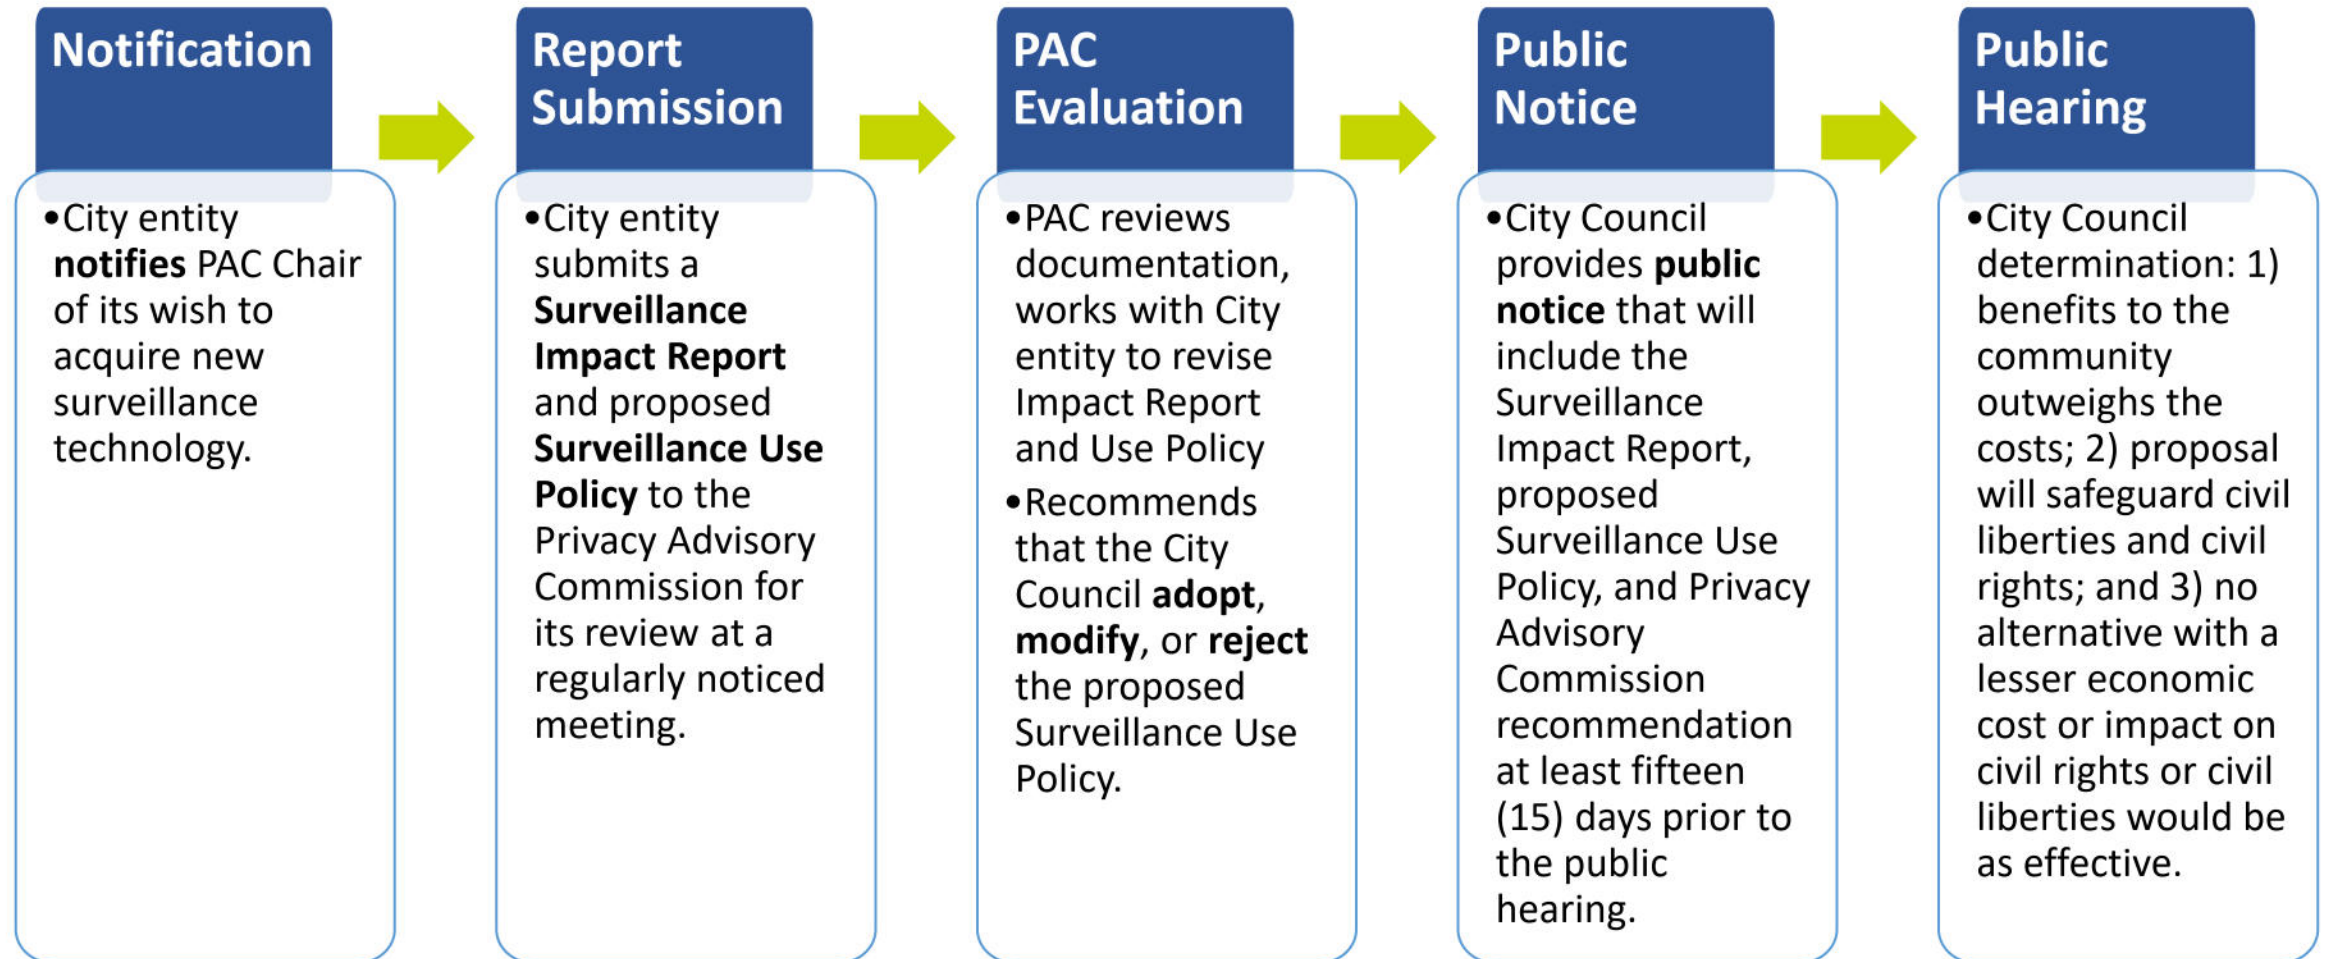 Notification
•City entity
notifies PAC Chair
of its wish to
acquire new
surveillance
technology.
Report
Submission
•City entity
submits a
Surveillance
Impact Report
and proposed
Surveillance Use
Policy to the
Privacy Advisory
Commission for
its review at a
regularly noticed
meeting.
PAC
Evaluation
•PAC reviews
documentation,
works with City
entity to revise
Impact Report
and Use Policy
•Recommends
that the City
Council adopt,
modify, or reject
the proposed
Surveillance Use
Policy.
Public
Notice
•City Council
provides public
notice that will
include the
Surveillance
Impact Report,
proposed
Surveillance Use
Policy, and Privacy
Advisory
Commission
recommendation
at least fifteen
(15) days prior to
the public
hearing.
Public
Hearing
•City Council
determination: 1)
benefits to the
community
outweighs the
costs; 2) proposal
will safeguard civil
liberties and civil
rights; and 3) no
alternative with a
lesser economic
cost or impact on
civil rights or civil
liberties would be
as effective.